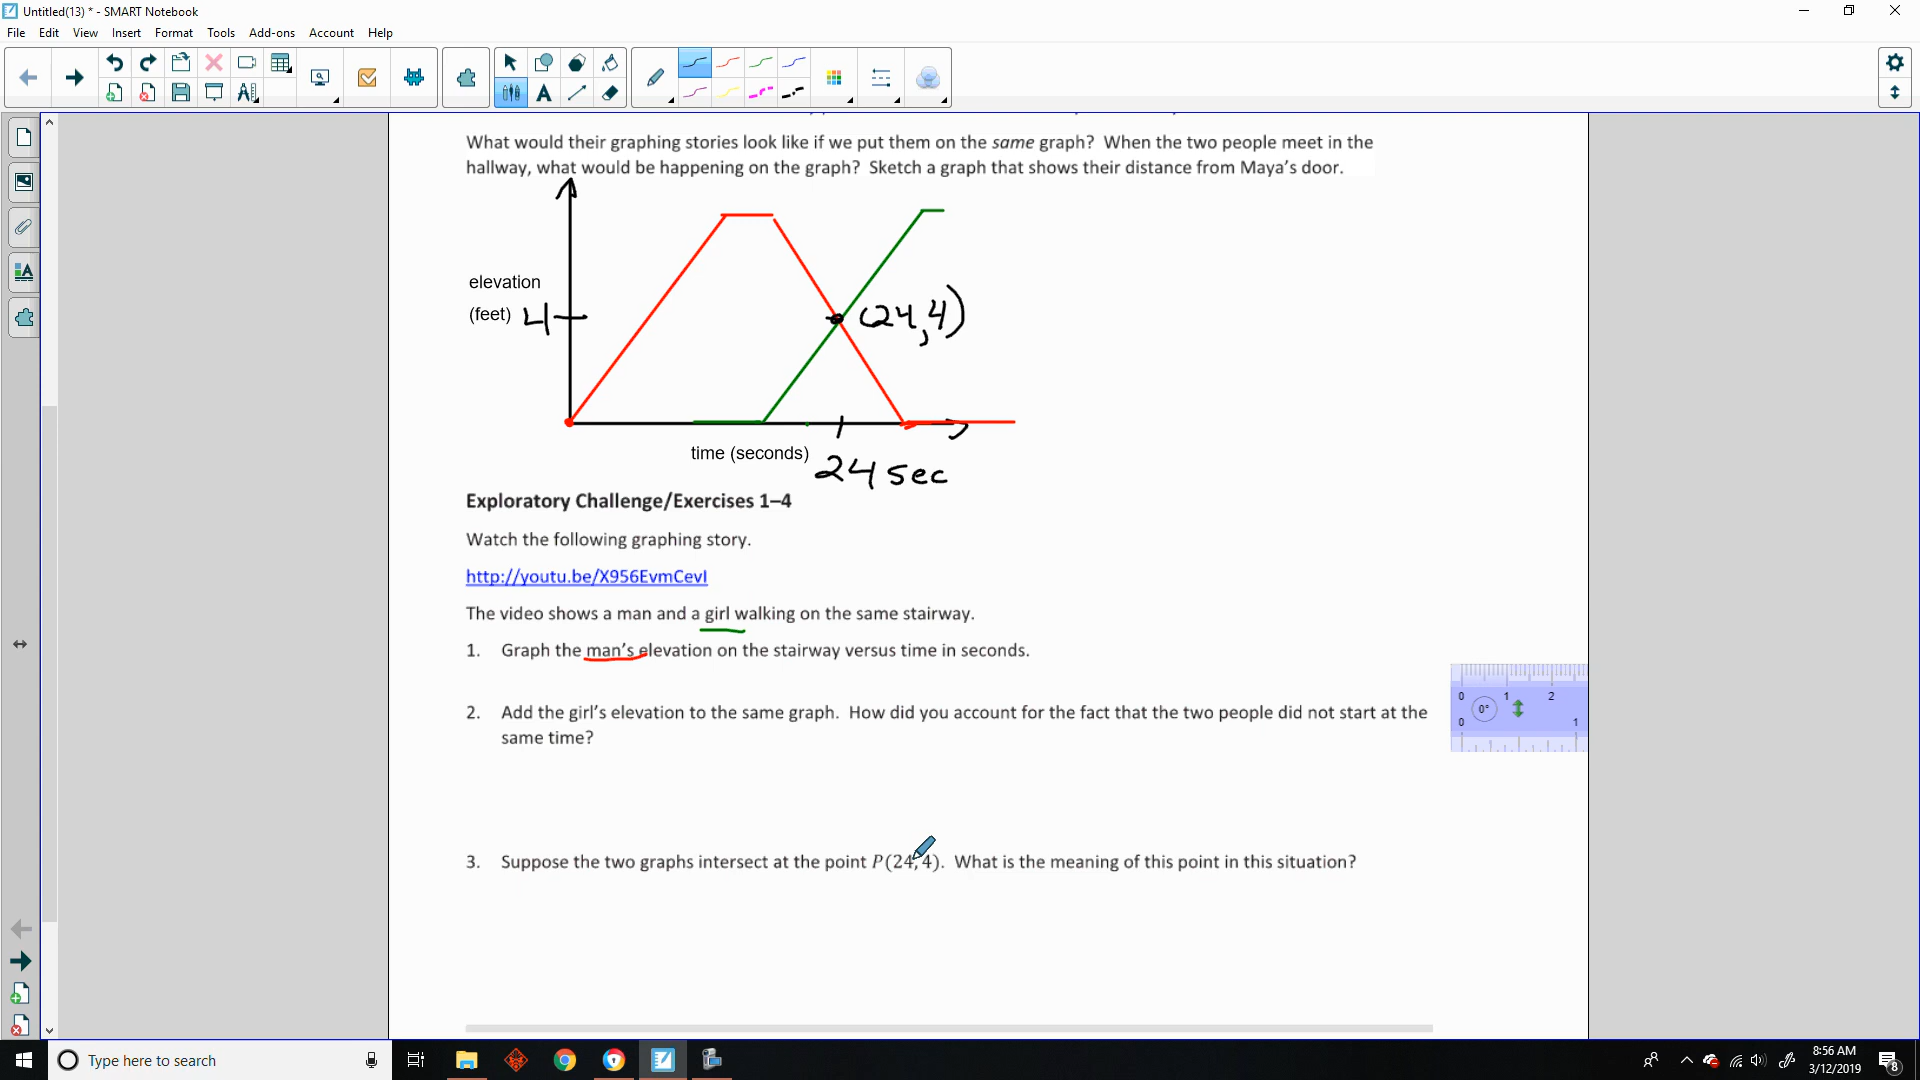 Untitled(13) * - SMART Notebook
File Edit View Insert Format Tools Add-ons Account Help
What would their graphing stories look like if we put them on the same graph? When the two people meet in the
hallway, what would be happening on the graph? Sketch a graph that shows their distance from Maya's door.
elevation
(feet) 4
(24,4)
time (seconds)
24 sec
Exploratory Challenge/Exercises 1–4
Watch the following graphing story.
http://youtu.be/X956EvmCevI
The video shows a man and a girl walking on the same stairway.
1. Graph the man's elevation on the stairway versus time in seconds.
0 1 2
0°
0 1
2. Add the girl's elevation to the same graph. How did you account for the fact that the two people did not start at the
same time?
3. Suppose the two graphs intersect at the point P(24,4). What is the meaning of this point in this situation?
Type here to search
8:56 AM
3/12/2019
8